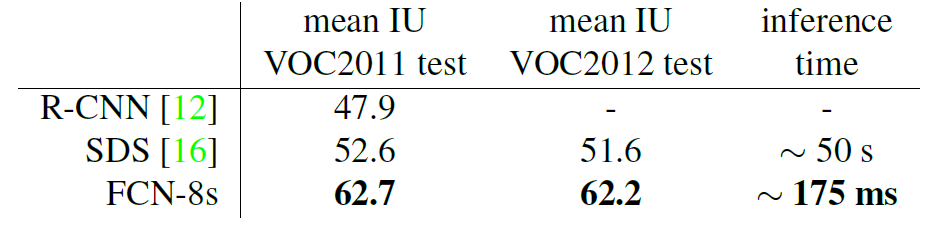 mean IU mean IU inference
VOC2011 test VOC2012 test time
R-CNN [12] 47.9 - -
SDS [16] 52.6 51.6 ~ 50 s
FCN-8s 62.7 62.2 ~ 175 ms